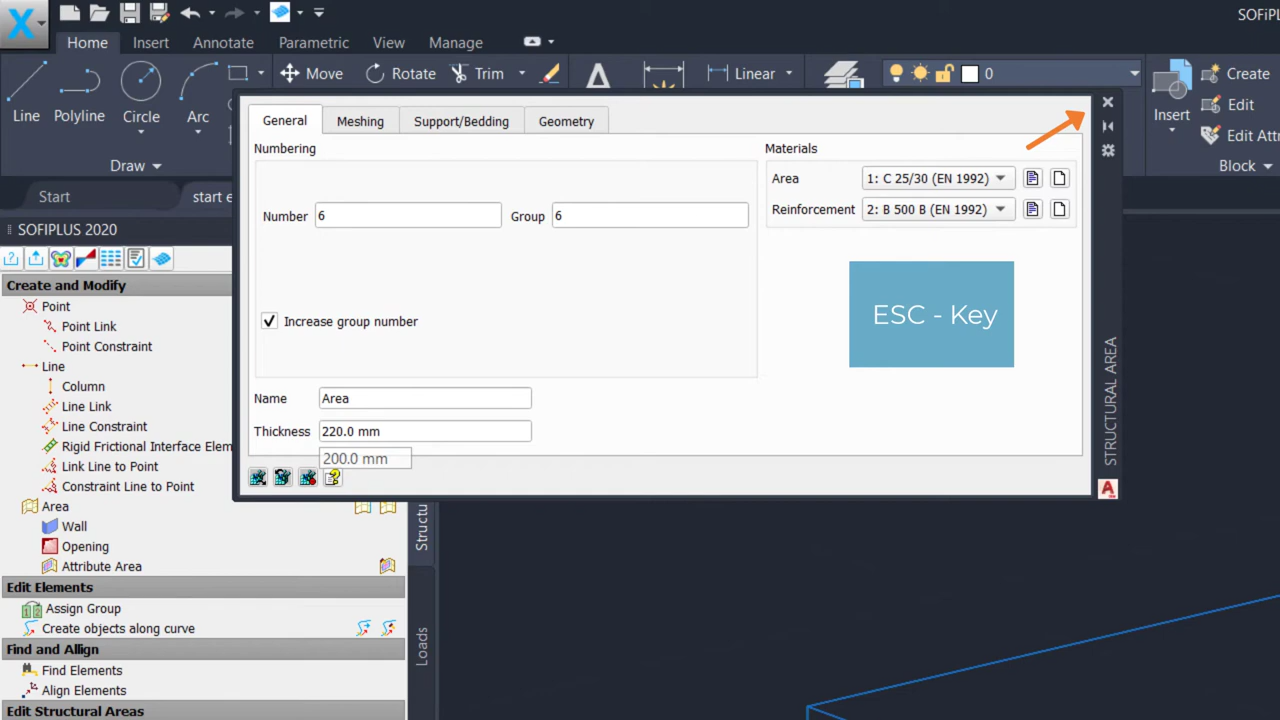 SOFiPLUS
Home Insert Annotate Parametric View Manage
Move Rotate Trim Linear 0 Create
Line Polyline Circle Arc Insert Edit
Edit Attr
Draw Block
Start start e
SOFIPLUS 2020
General Meshing Support/Bedding Geometry
Numbering
Number 6 Group 6
Increase group number
Name Area
Thickness 220.0 mm
200.0 mm
Materials
Area 1: C 25/30 (EN 1992)
Reinforcement 2: B 500 B (EN 1992)
ESC - Key
STRUCTURAL AREA
Create and Modify
Point
Point Link
Point Constraint
Line
Column
Line Link
Line Constraint
Rigid Frictional Interface Elem
Link Line to Point
Constraint Line to Point
Area
Wall
Opening
Attribute Area
Edit Elements
Assign Group
Create objects along curve
Find and Allign
Find Elements
Align Elements
Edit Structural Areas
Structu
Loads